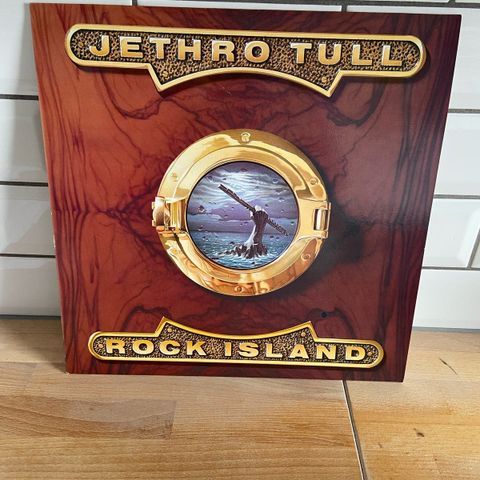 JETHRO TULL
ROCK ISLAND